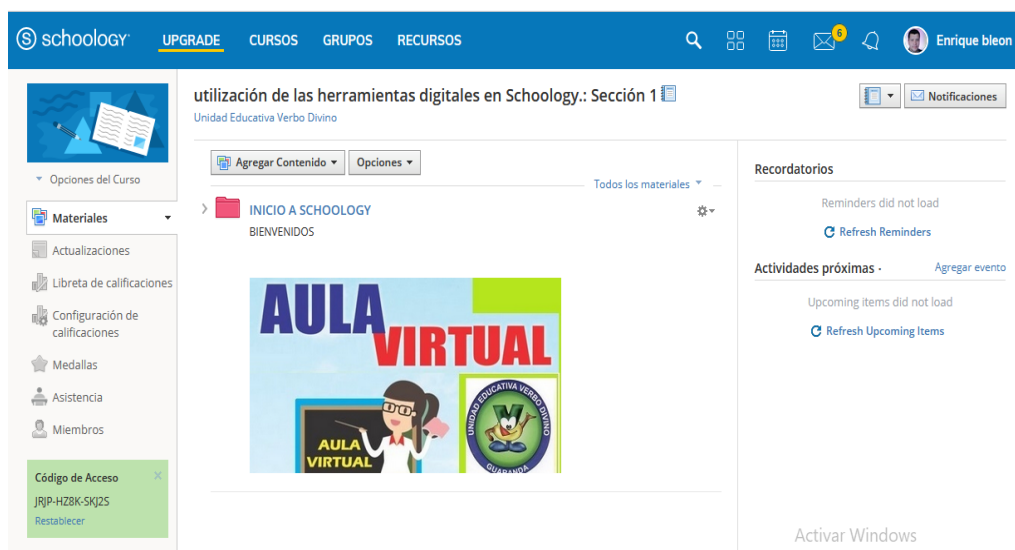 S schoology UPGRADE CURSOS GRUPOS RECURSOS 6 Enrique bleon
utilización de las herramientas digitales en Schoology.: Sección 1
Unidad Educativa Verbo Divino
Notificaciones
Opciones del Curso
Materiales
Actualizaciones
Libreta de calificaciones
Configuración de
calificaciones
Medallas
Asistencia
Miembros
Código de Acceso
JRJP-HZ8K-SKJ2S
Restablecer
Agregar Contenido Opciones
Todos los materiales
INICIO A SCHOOLOGY
BIENVENIDOS
AULA
VIRTUAL
AULA
VIRTUAL
UNIDAD EDUCATIVA VERBO DIVINO
GUARANDA
Recordatorios
Reminders did not load
Refresh Reminders
Actividades próximas · Agregar evento
Upcoming items did not load
Refresh Upcoming Items
Activar Windows